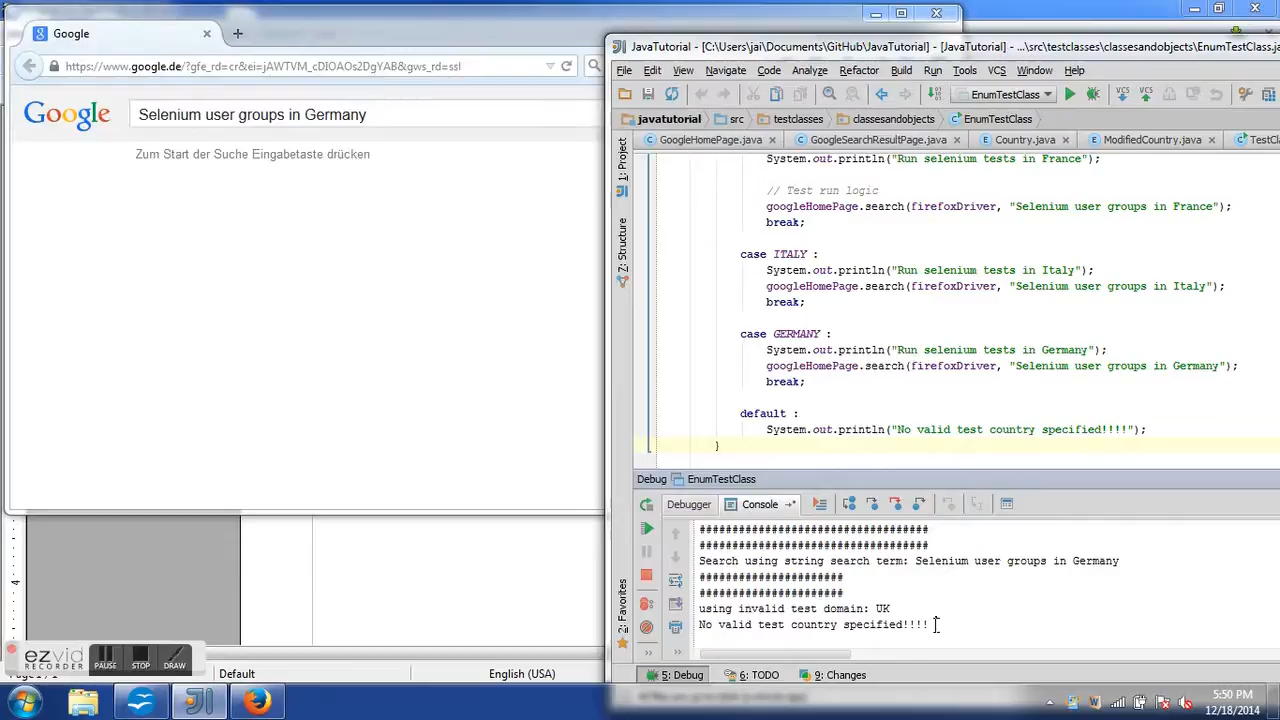 Google
https://www.google.de/?gfe_rd=cr&ei=jAWTVM_cDIOAOs2DgYAB&gws_rd=ssl
Google
Selenium user groups in Germany
Zum Start der Suche Eingabetaste drücken
JavaTutorial - [C:\Users\jai\Documents\GitHub\JavaTutorial] - [JavaTutorial] - ...\src\testclasses\classesandobjects\EnumTestClass.j
File Edit View Navigate Code Analyze Refactor Build Run Tools VCS Window Help
EnumTestClass
VCS VCS
javatutorial src testclasses classesandobjects EnumTestClass
GoogleHomePage.java GoogleSearchResultPage.java Country.java ModifiedCountry.java TestCl
1: Project
Z: Structure
2: Favorites
System.out.println("Run selenium tests in France");
// Test run logic
googleHomePage.search(firefoxDriver, "Selenium user groups in France");
break;
case ITALY :
System.out.println("Run selenium tests in Italy");
googleHomePage.search(firefoxDriver, "Selenium user groups in Italy");
break;
case GERMANY :
System.out.println("Run selenium tests in Germany");
googleHomePage.search(firefoxDriver, "Selenium user groups in Germany");
break;
default :
System.out.println("No valid test country specified!!!!");
}
Debug EnumTestClass
Debugger Console
###################################
###################################
Search using string search term: Selenium user groups in Germany
######################
######################
using invalid test domain: UK
No valid test country specified!!!!
5: Debug 6: TODO 9: Changes
4
ezvid
RECORDER
PAUSE STOP DRAW
Default
English (USA)
5:50 PM
12/18/2014